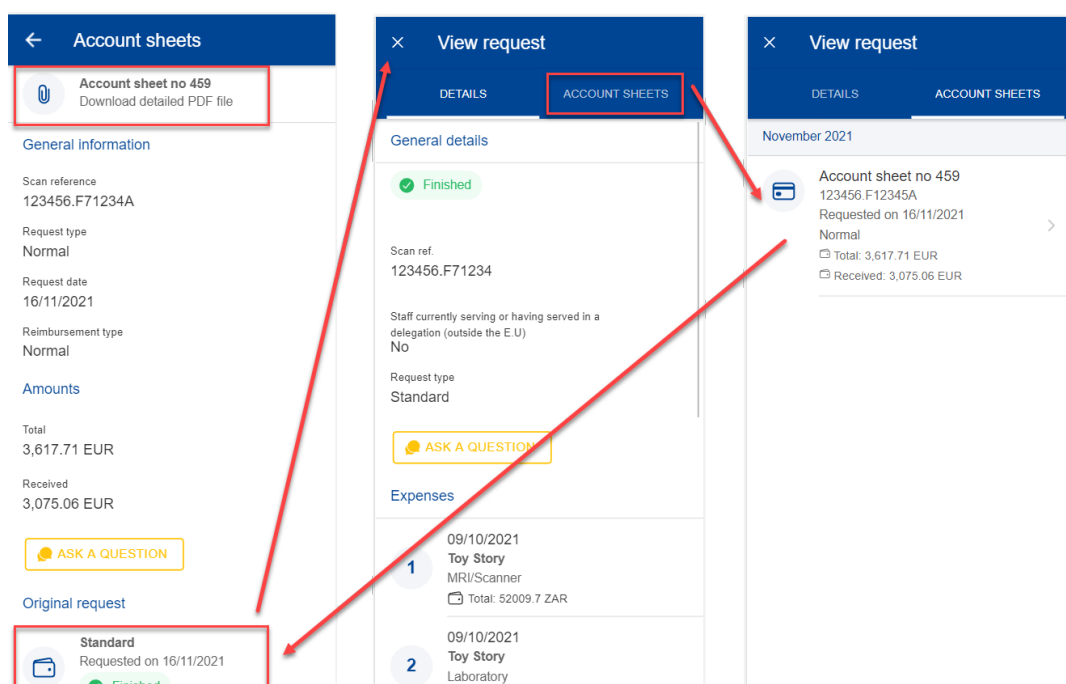 Account sheets
Account sheet no 459
Download detailed PDF file
General information
Scan reference
123456.F71234A
Request type
Normal
Request date
16/11/2021
Reimbursement type
Normal
Amounts
Total
3,617.71 EUR
Received
3,075.06 EUR
ASK A QUESTION
Original request
Standard
Requested on 16/11/2021
Finished
View request
DETAILS
ACCOUNT SHEETS
General details
Finished
Scan ref.
123456.F71234
Staff currently serving or having served in a
delegation (outside the E.U)
No
Request type
Standard
ASK A QUESTION
Expenses
09/10/2021
Toy Story
1
MRI/Scanner
Total: 52009.7 ZAR
09/10/2021
Toy Story
2
Laboratory
View request
DETAILS
ACCOUNT SHEETS
November 2021
Account sheet no 459
123456.F12345A
Requested on 16/11/2021
Normal
Total: 3,617.71 EUR
Received: 3,075.06 EUR